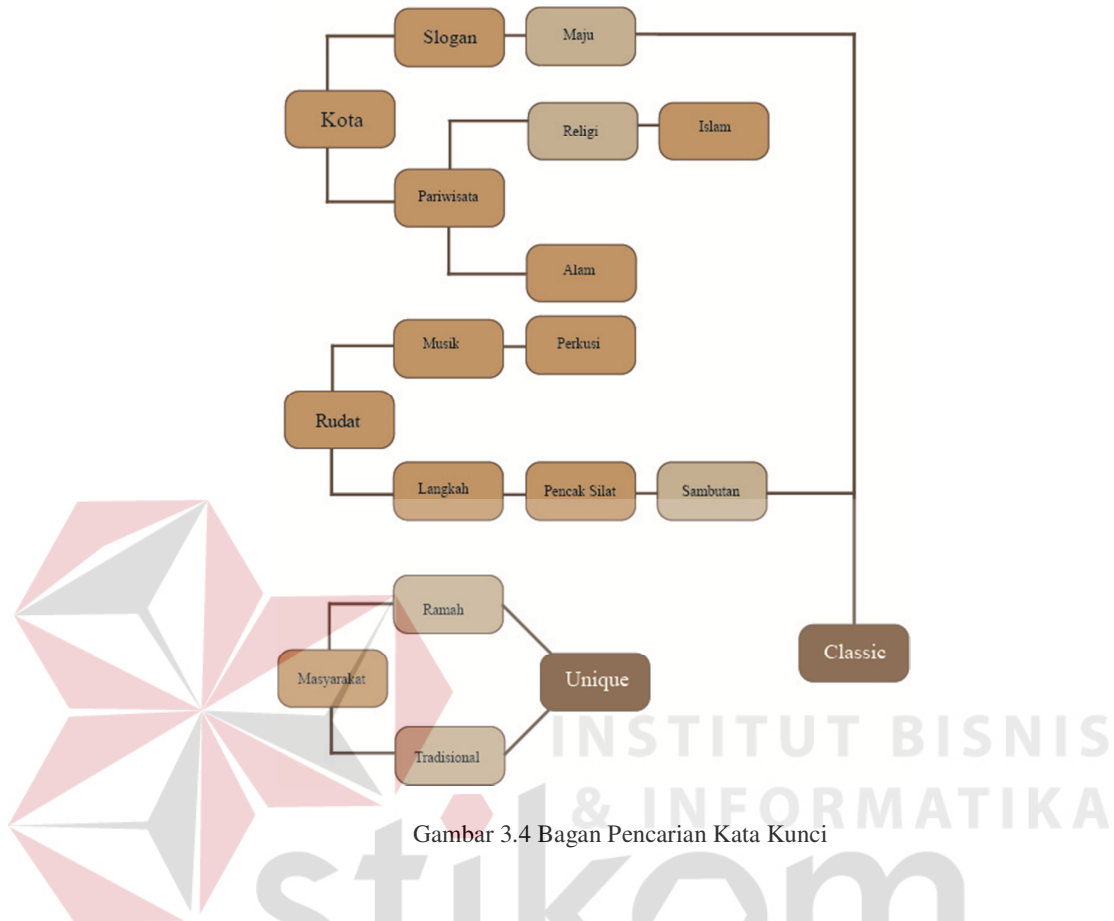 Slogan
Maju
Kota
Religi
Islam
Pariwisata
Alam
Musik
Perkusi
Rudat
Langkah
Pencak Silat
Sambutan
Ramah
Classic
Masyarakat
Unique
Tradisional
INSTITUT BISNIS
& INFORMATIKA
Gambar 3.4 Bagan Pencarian Kata Kunci
stikom